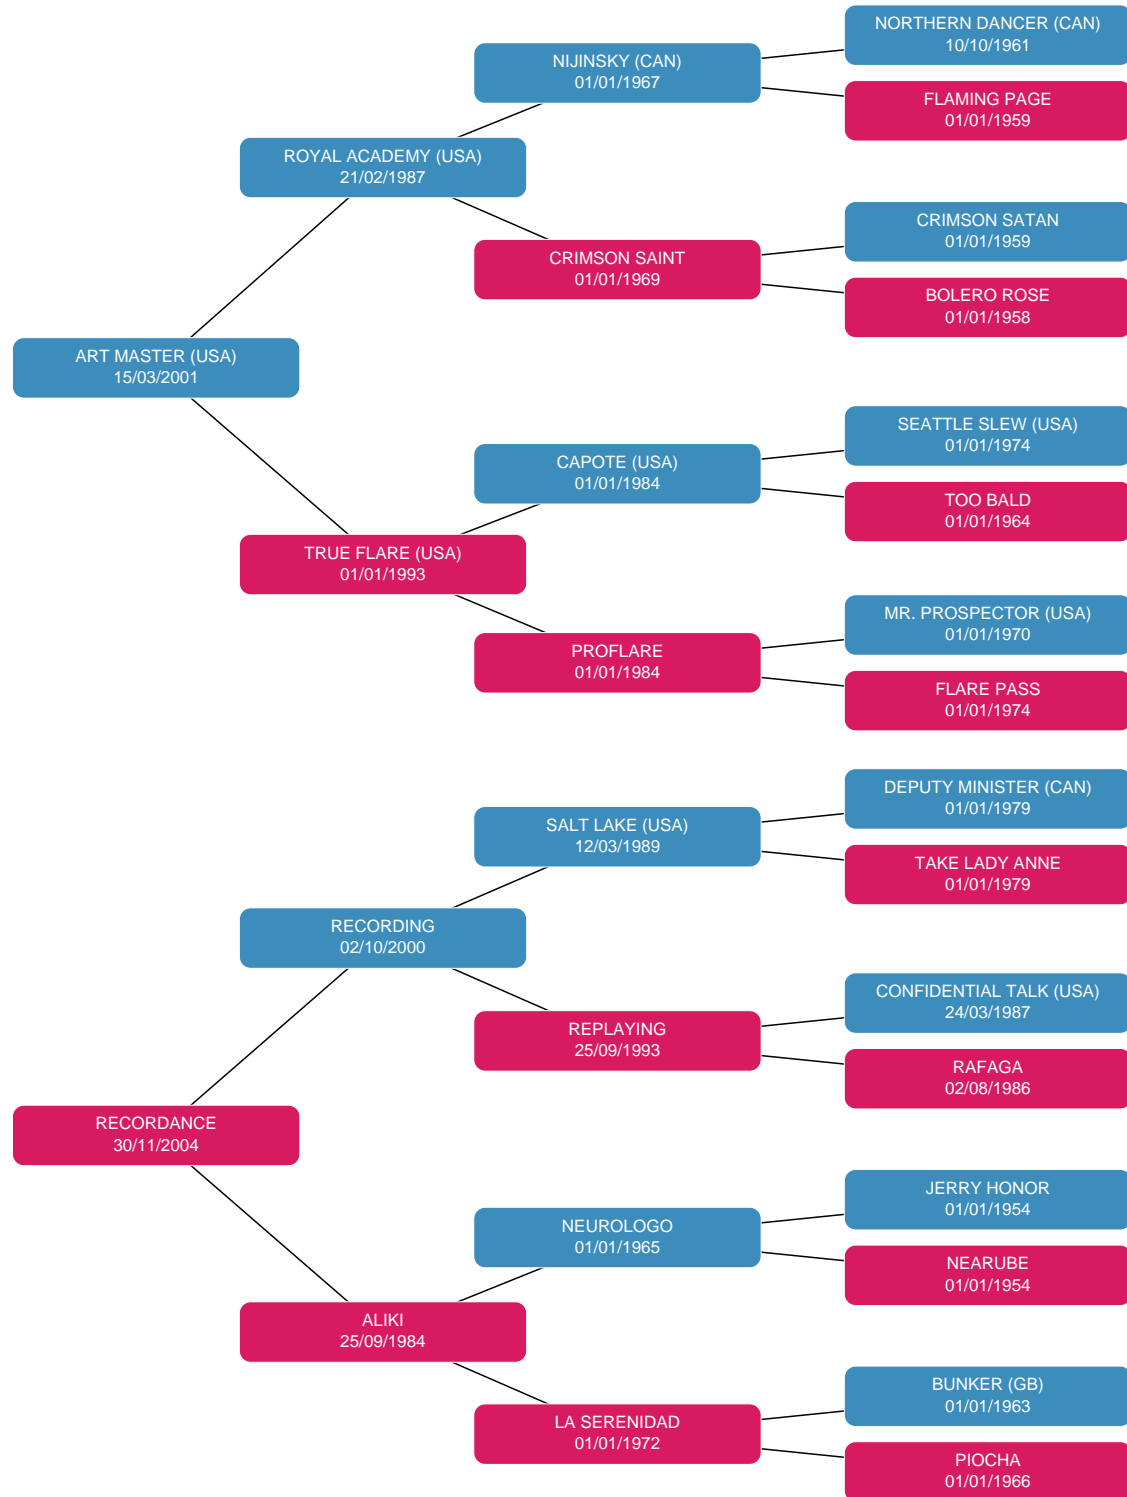 NORTHERN DANCER (CAN)
10/10/1961
NIJINSKY (CAN)
01/01/1967
FLAMING PAGE
01/01/1959
ROYAL ACADEMY (USA)
21/02/1987
CRIMSON SATAN
01/01/1959
CRIMSON SAINT
01/01/1969
BOLERO ROSE
01/01/1958
ART MASTER (USA)
15/03/2001
SEATTLE SLEW (USA)
01/01/1974
CAPOTE (USA)
01/01/1984
TOO BALD
01/01/1964
TRUE FLARE (USA)
01/01/1993
MR. PROSPECTOR (USA)
01/01/1970
PROFLARE
01/01/1984
FLARE PASS
01/01/1974
DEPUTY MINISTER (CAN)
01/01/1979
SALT LAKE (USA)
12/03/1989
TAKE LADY ANNE
01/01/1979
RECORDING
02/10/2000
CONFIDENTIAL TALK (USA)
24/03/1987
REPLAYING
25/09/1993
RAFAGA
02/08/1986
RECORDANCE
30/11/2004
JERRY HONOR
01/01/1954
NEUROLOGO
01/01/1965
NEARUBE
01/01/1954
ALIKI
25/09/1984
BUNKER (GB)
01/01/1963
LA SERENIDAD
01/01/1972
PIOCHA
01/01/1966